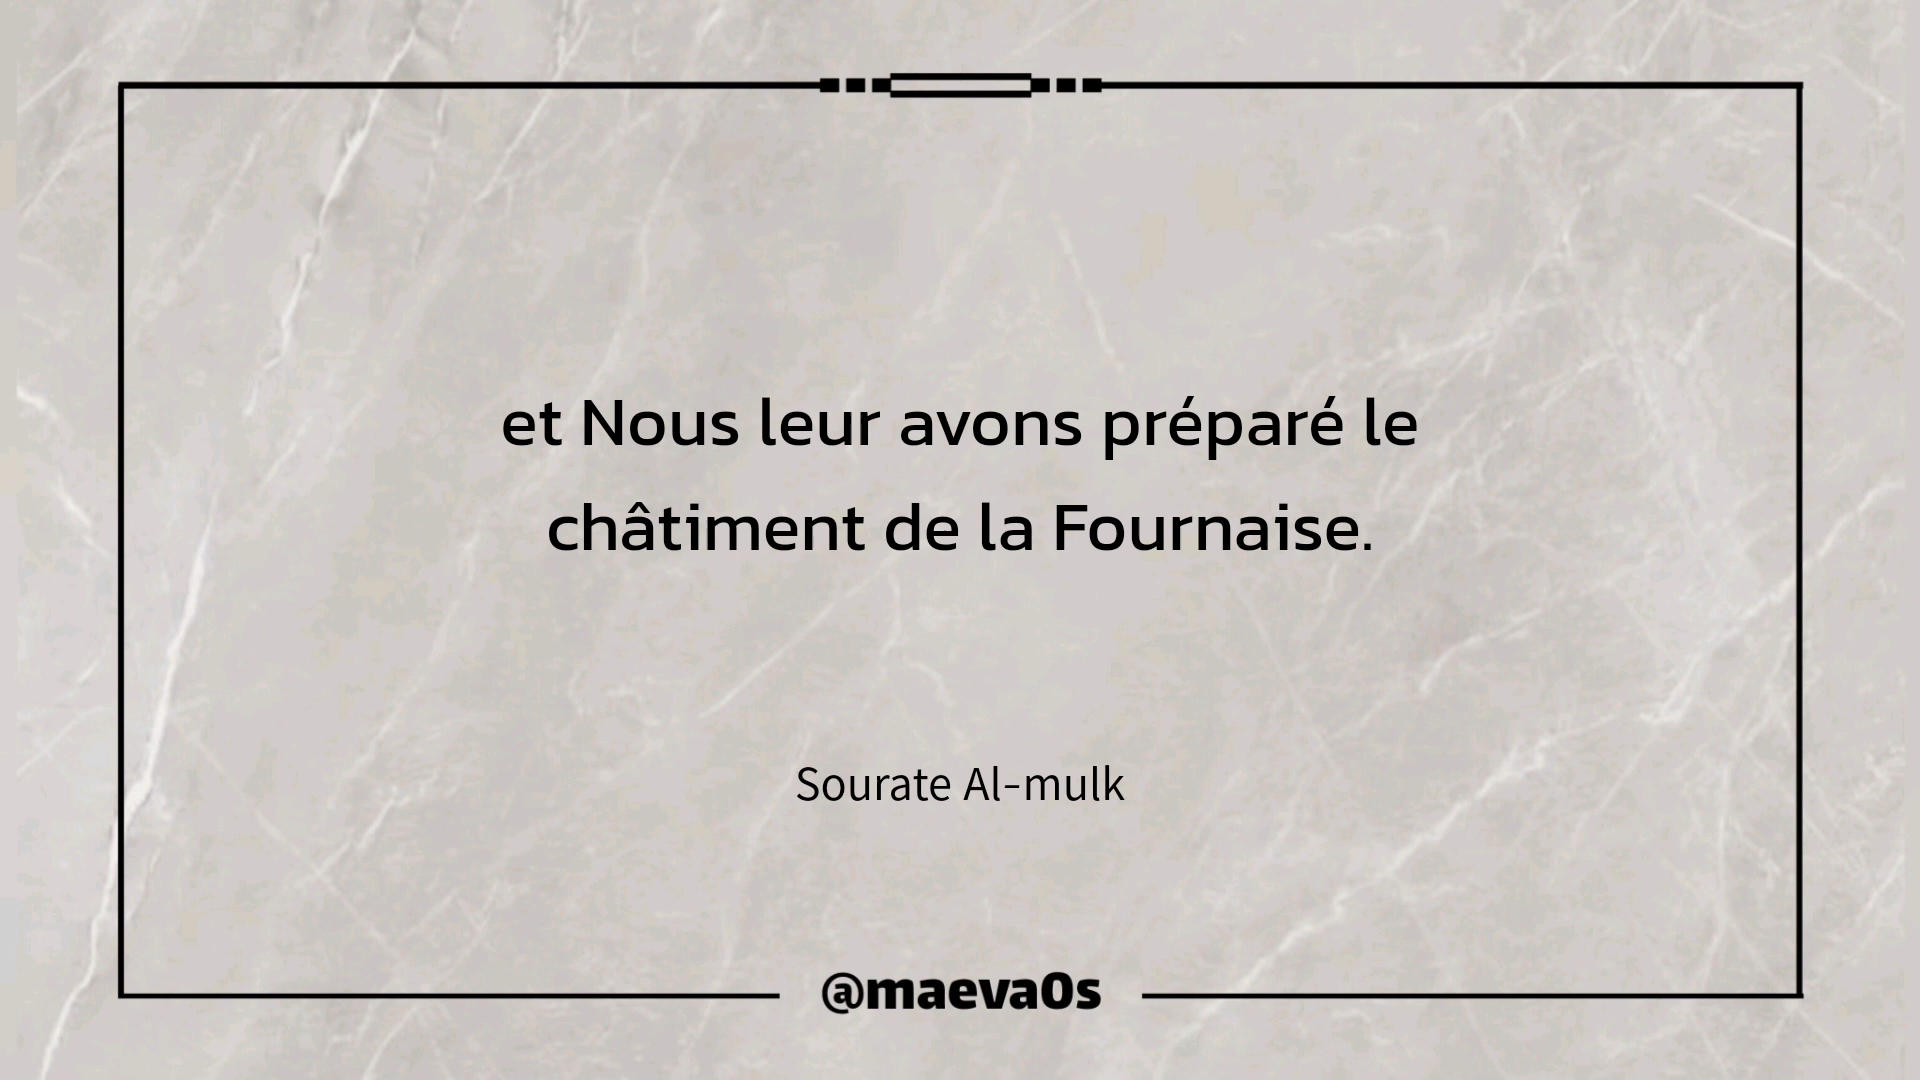 et Nous leur avons préparé le
châtiment de la Fournaise.
Sourate Al-mulk
@maeva0s